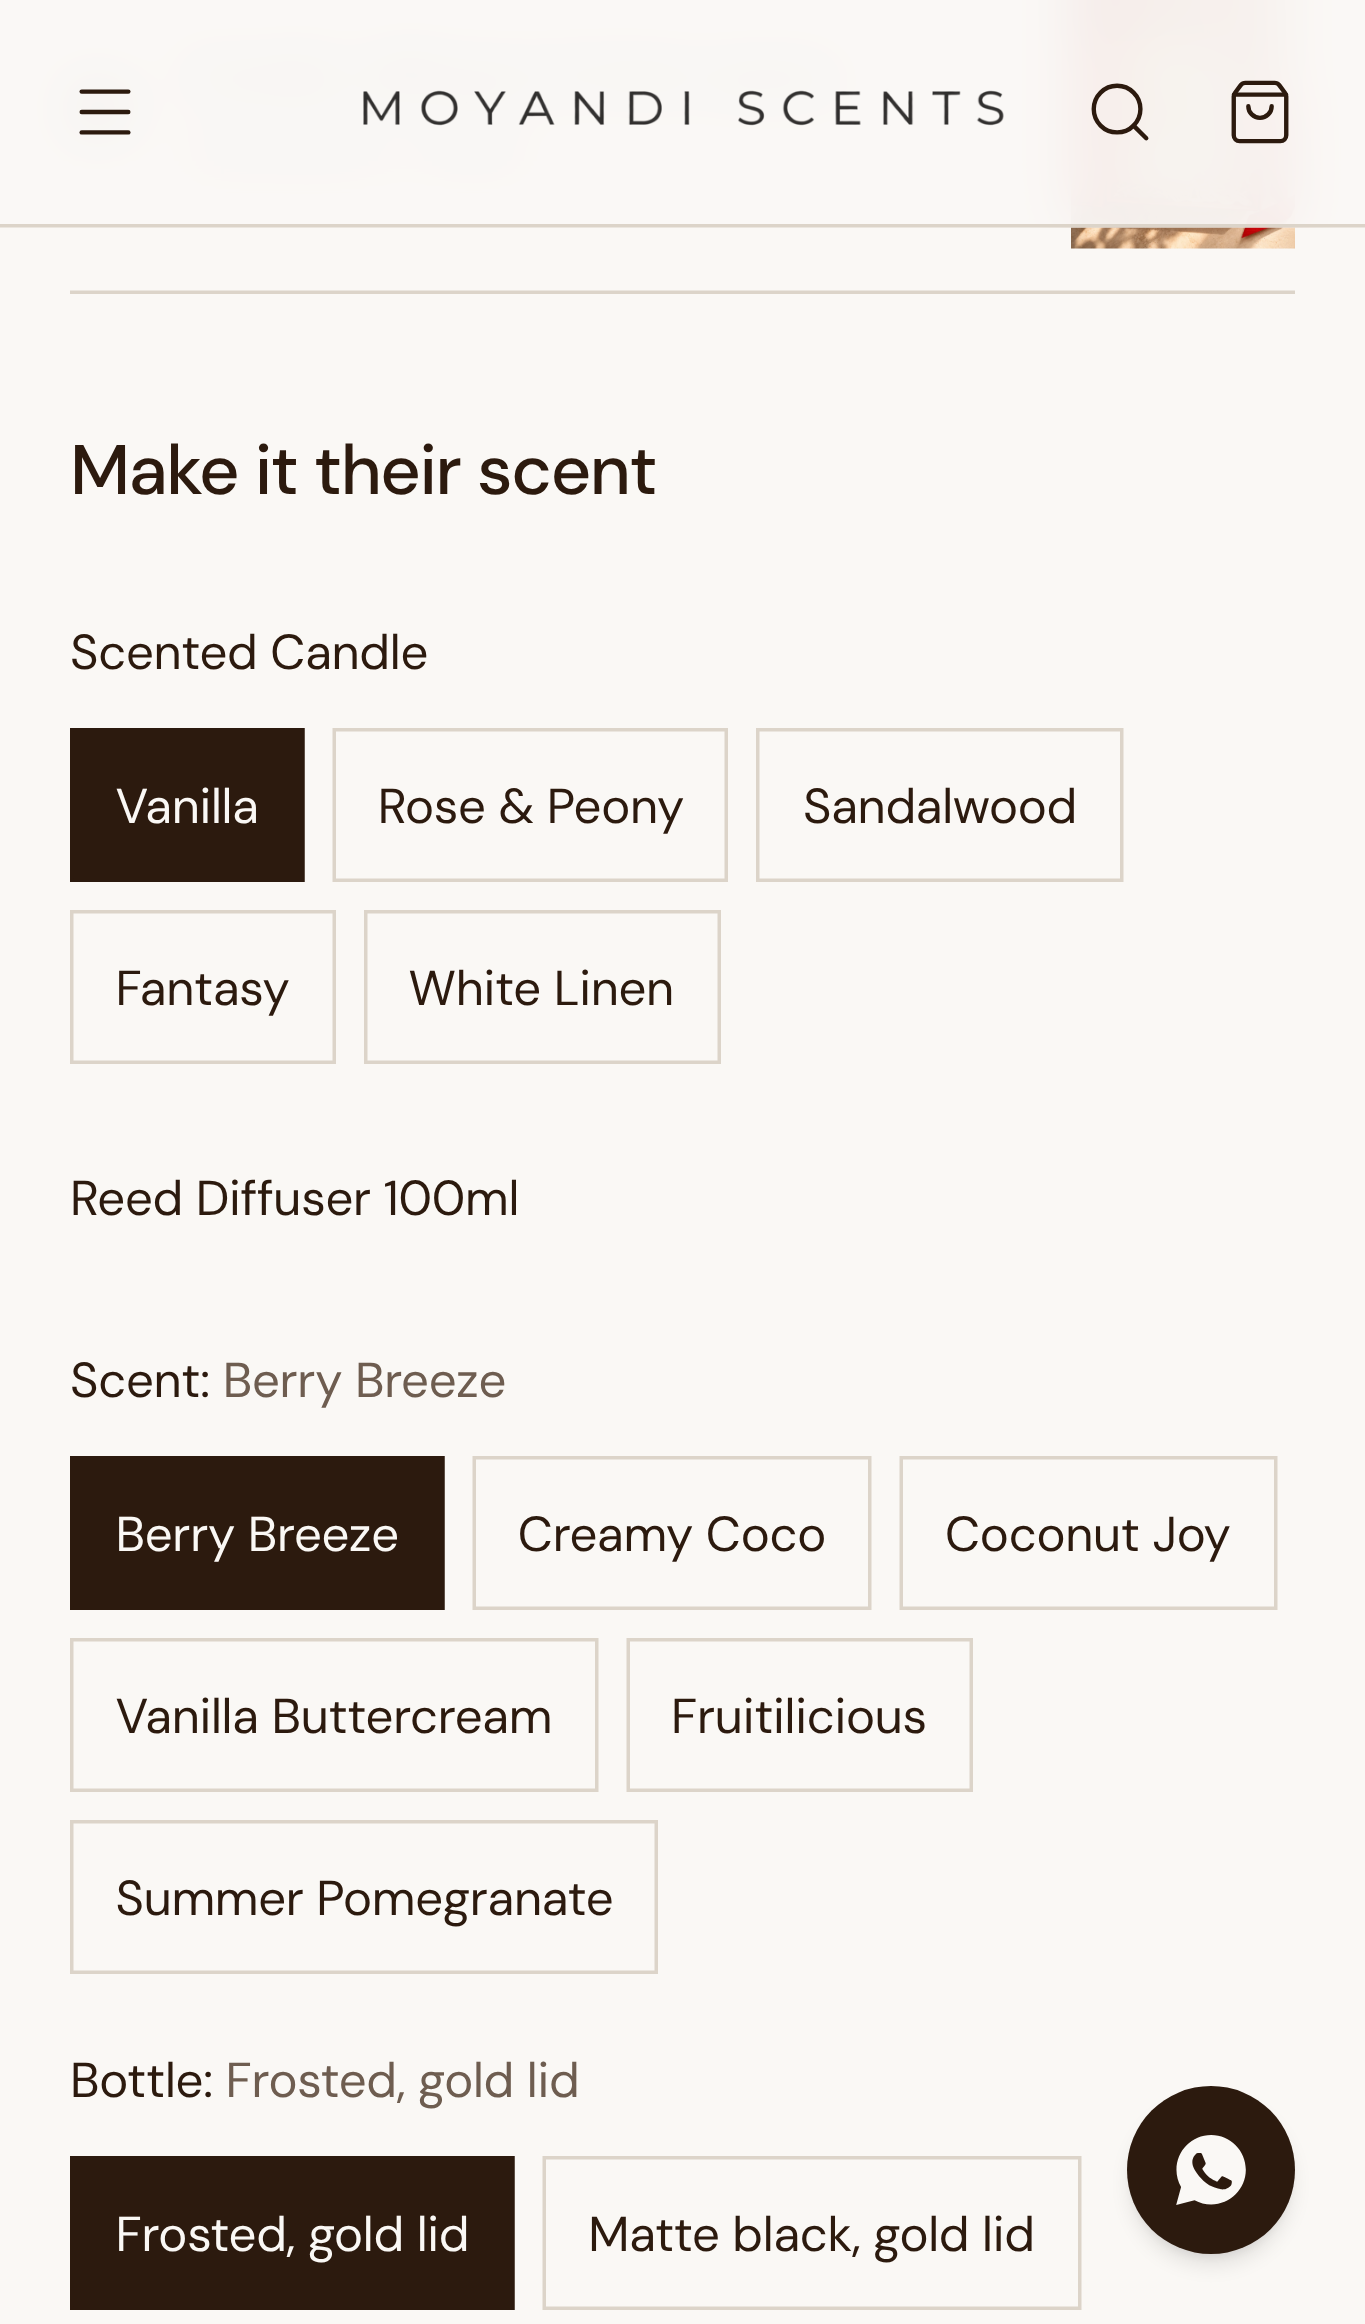 MOYANDI SCENTS
Make it their scent
Scented Candle
Vanilla
Rose & Peony
Sandalwood
Fantasy
White Linen
Reed Diffuser 100ml
Scent: Berry Breeze
Berry Breeze
Creamy Coco
Coconut Joy
Vanilla Buttercream
Fruitilicious
Summer Pomegranate
Bottle: Frosted, gold lid
Frosted, gold lid
Matte black, gold lid